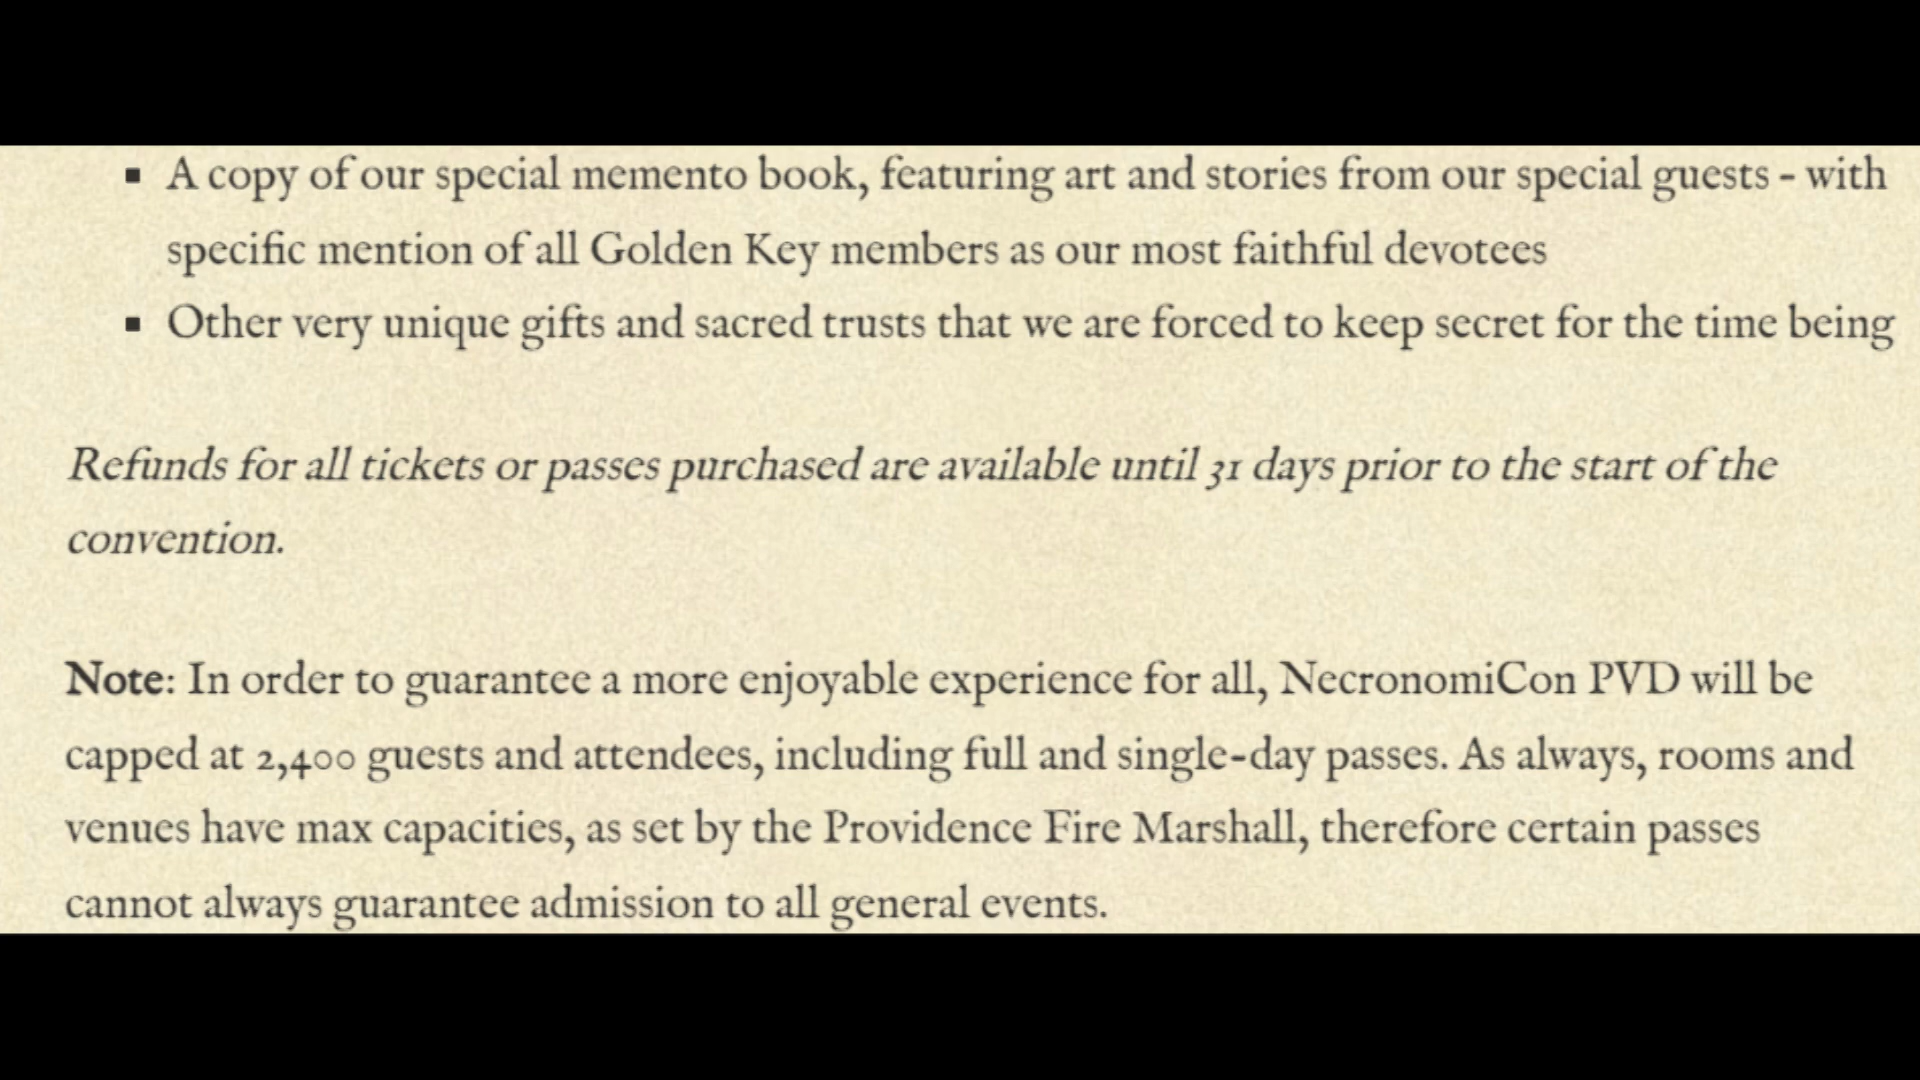 ▪ A copy of our special memento book, featuring art and stories from our special guests - with
specific mention of all Golden Key members as our most faithful devotees
▪ Other very unique gifts and sacred trusts that we are forced to keep secret for the time being
Refunds for all tickets or passes purchased are available until 31 days prior to the start of the
convention.
Note: In order to guarantee a more enjoyable experience for all, NecronomiCon PVD will be
capped at 2,400 guests and attendees, including full and single-day passes. As always, rooms and
venues have max capacities, as set by the Providence Fire Marshall, therefore certain passes
cannot always guarantee admission to all general events.